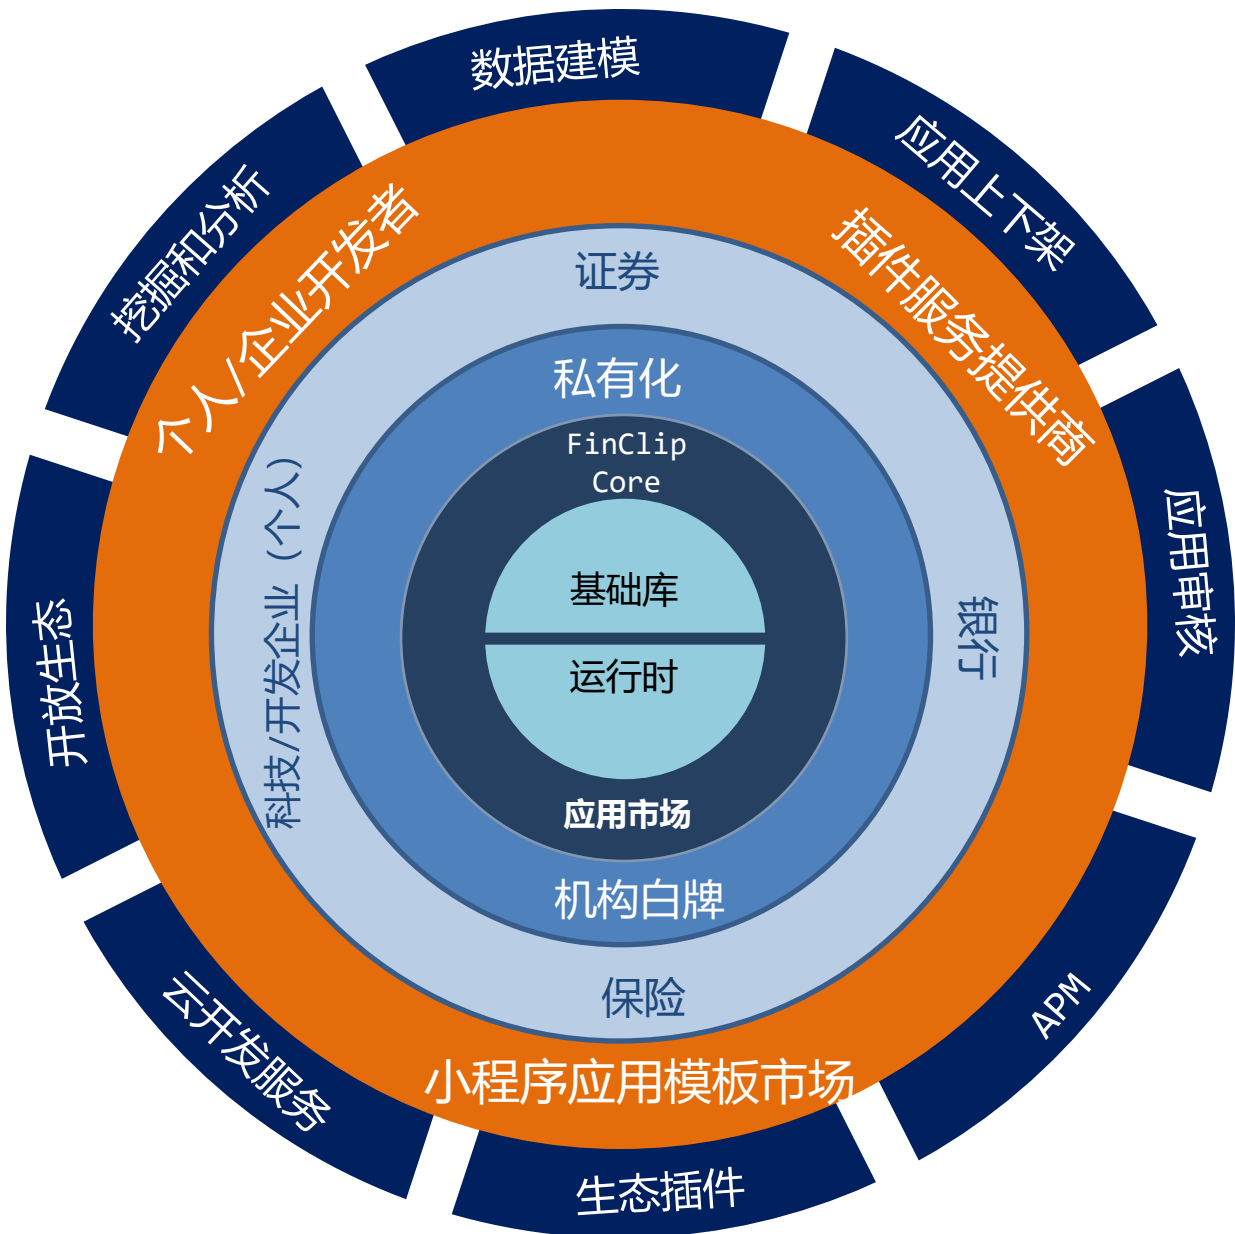 数据建模
应用上下架
应用审核
APM
生态插件
云开发服务
开放生态
挖掘和分析
个人/企业开发者
插件服务提供商
小程序应用模板市场
证券
银行
保险
科技/开发企业（个人）
私有化
机构白牌
FinClip
Core
基础库
运行时
应用市场